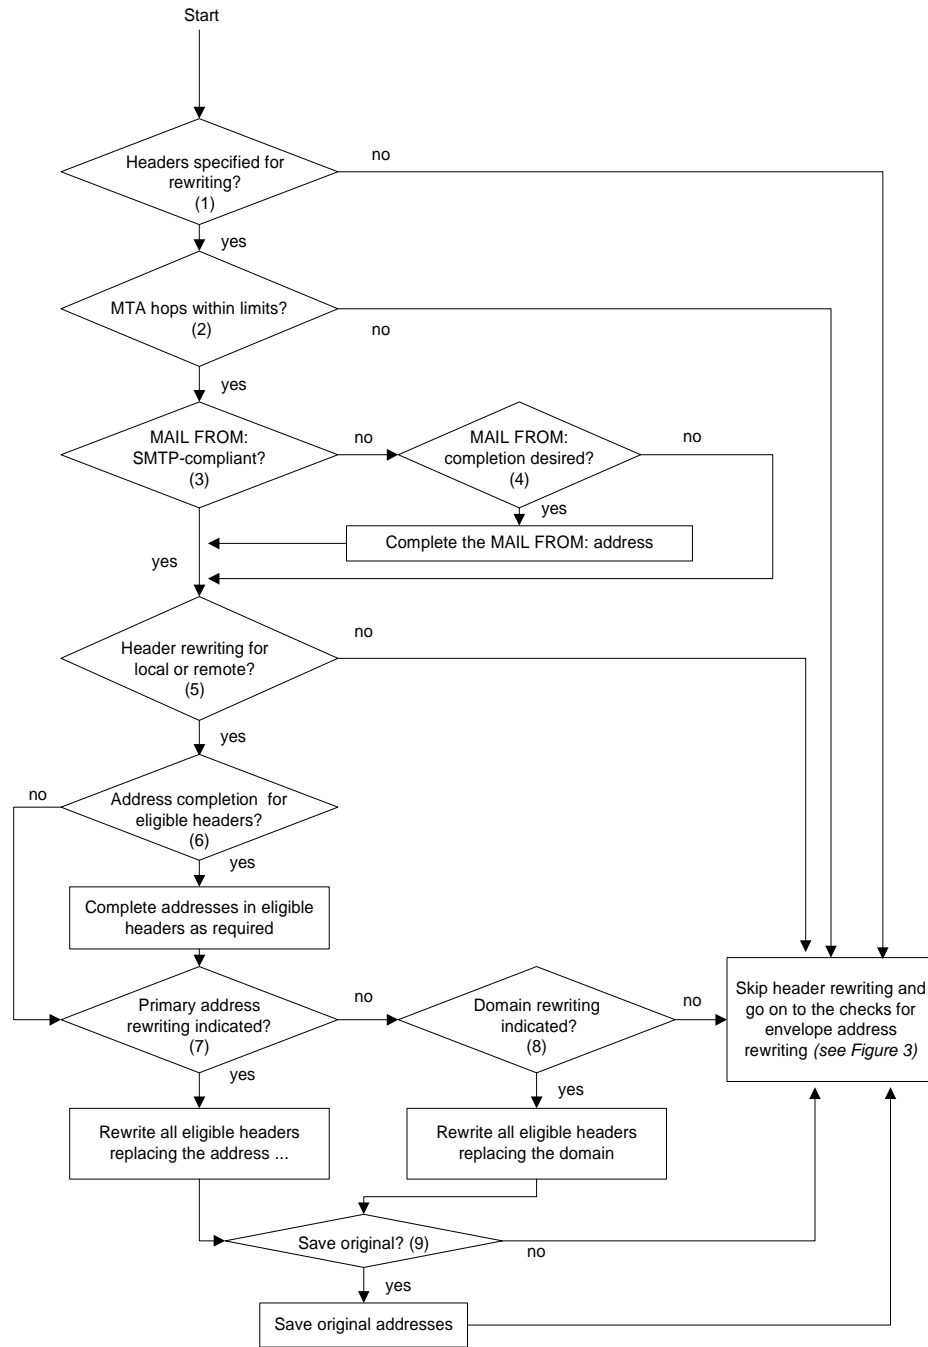 Start
Headers specified for
rewriting?
(1)
no
yes
MTA hops within limits?
(2)
no
yes
MAIL FROM:
SMTP-compliant?
(3)
no
MAIL FROM:
completion desired?
(4)
no
yes
Complete the MAIL FROM: address
yes
Header rewriting for
local or remote?
(5)
no
yes
no
Address completion  for
eligible headers?
(6)
yes
Complete addresses in eligible
headers as required
Primary address
rewriting indicated?
(7)
no
Domain rewriting
indicated?
(8)
no
Skip header rewriting and
go on to the checks for
envelope address
rewriting (see Figure 3)
yes
yes
Rewrite all eligible headers
replacing the address ...
Rewrite all eligible headers
replacing the domain
Save original? (9)
no
yes
Save original addresses